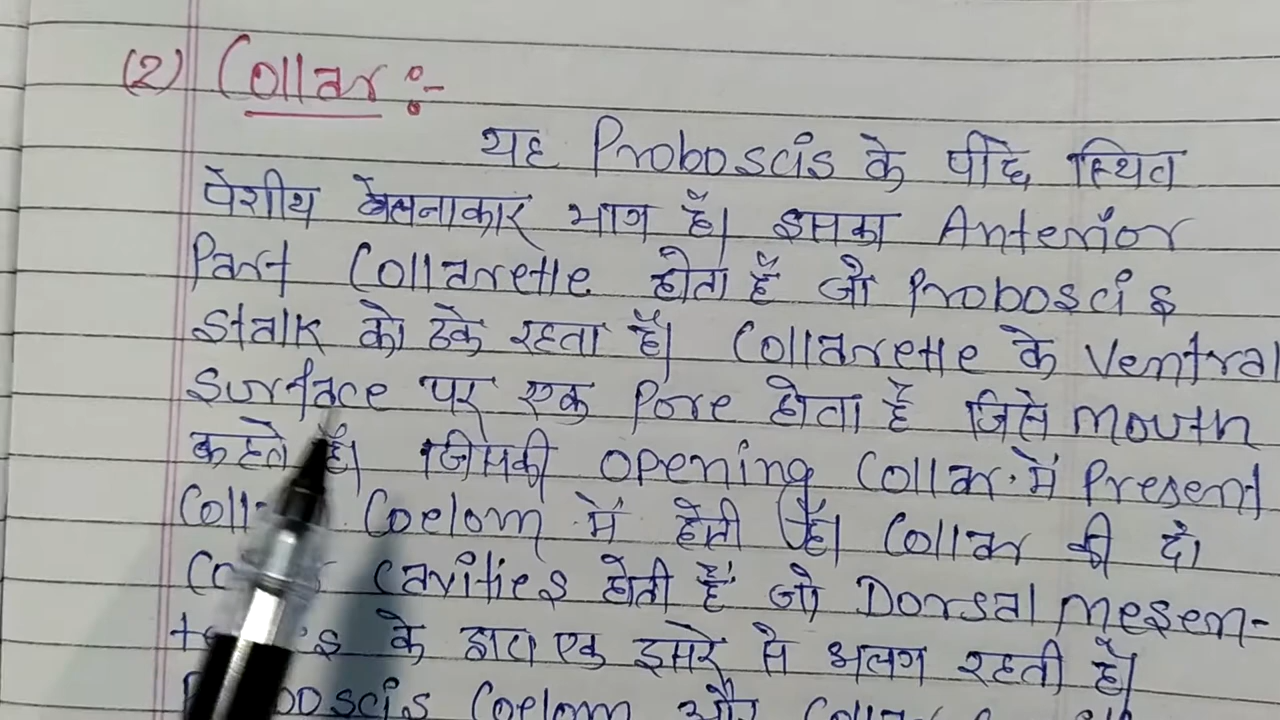 (2) Collar :-
यह Proboscis के पीछे स्थित
पेशीय बेलनाकार भाग हैं। इसका Anterior
Part Collarette होता हैं जो Proboscis
Stalk को ढके रहता हैं। Collarette के Ventral
Surface पर एक Pore होता हैं जिसे Mouth
कहते हैं। जिसकी opening Collar में Present
Coelom में होती हैं। Collar की दो
Cavities होती हैं जो Dorsal Mesen-
के द्वारा एक दूसरे से अलग रहती हैं।
Coelom और